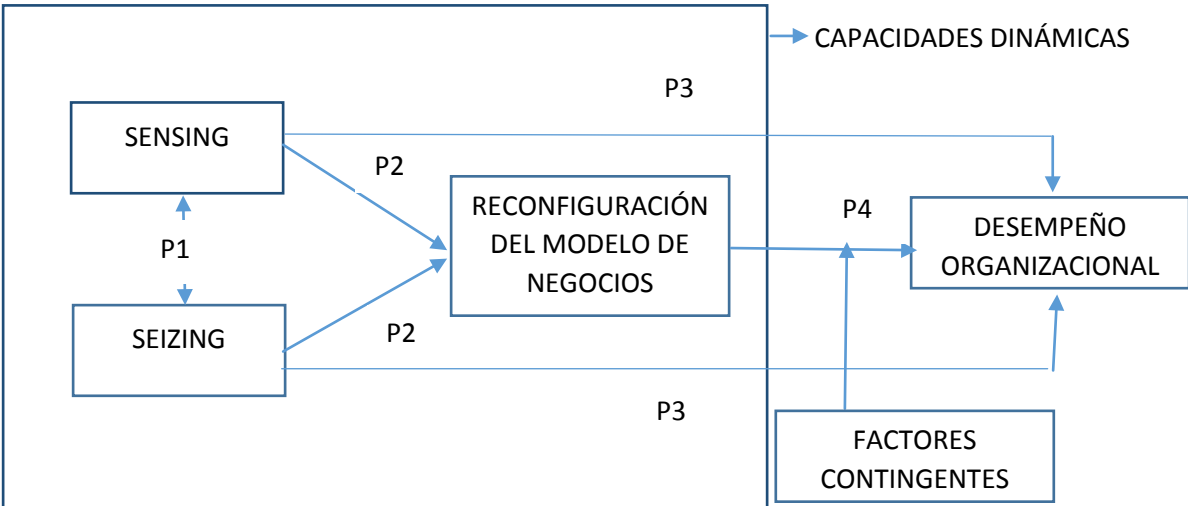 CAPACIDADES DINÁMICAS
P3
SENSING
P2
RECONFIGURACIÓN
DEL MODELO DE
NEGOCIOS
P4
DESEMPEÑO
ORGANIZACIONAL
P1
SEIZING
P2
P3
FACTORES
CONTINGENTES